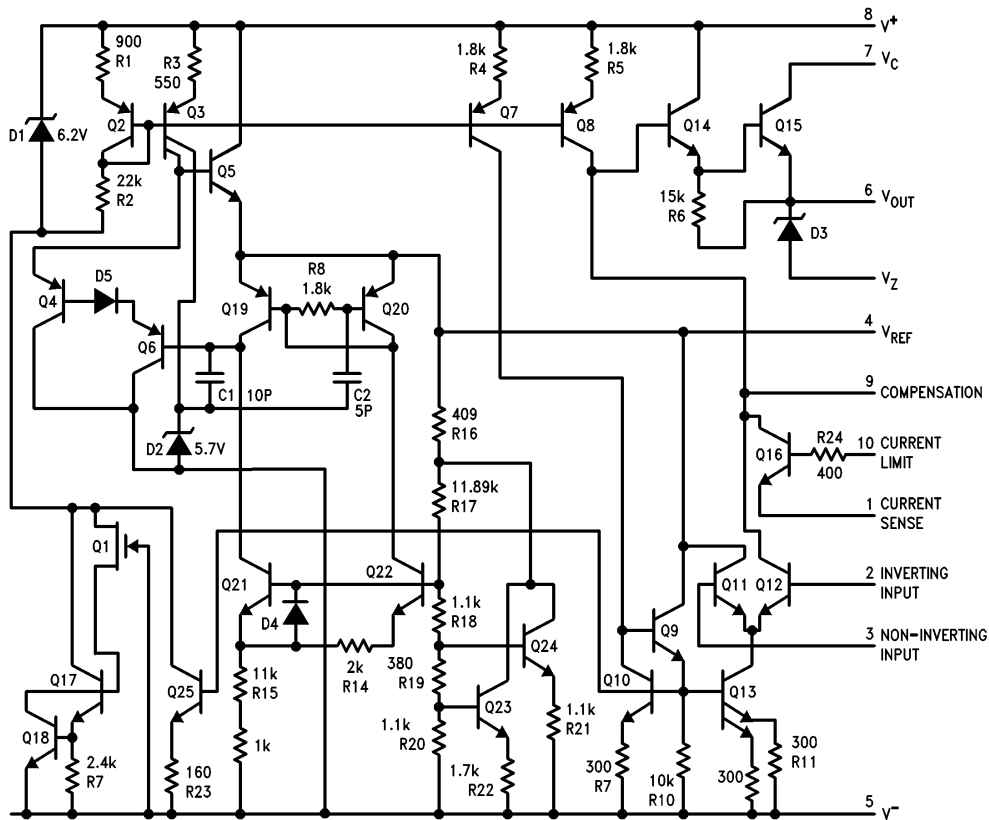 8 V+
900
R1
R3
550
1.8k
R4
1.8k
R5
7 VC
Q2
Q3
Q7
Q8
Q14
Q15
D1
6.2V
Q5
22k
R2
15k
R6
6 VOUT
D3
D5
R8
1.8k
VZ
Q4
Q19
Q20
4 VREF
Q6
C1
10P
C2
5P
9 COMPENSATION
409
R16
D2
5.7V
Q16
R24
400
10 CURRENT
LIMIT
11.89k
R17
1 CURRENT
SENSE
Q1
Q21
Q22
Q11
Q12
2 INVERTING
INPUT
D4
1.1k
R18
Q24
Q9
3 NON-INVERTING
INPUT
Q17
Q25
11k
R15
2k
R14
380
R19
Q10
Q13
Q18
Q23
1.1k
R21
2.4k
R7
160
R23
1k
1.1k
R20
1.7k
R22
300
R7
10k
R10
300
300
R11
5 V−